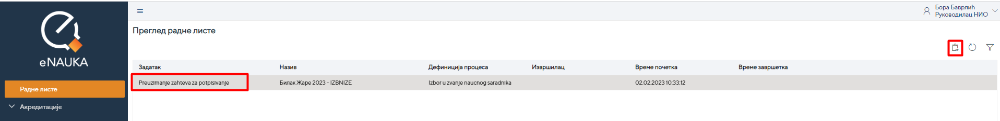 eNAUKA
Радне листе
Акредитације
Бора Баврлић
Руководилац НИО
Преглед радне листе
Задатак Назив Дефиниција процеса Извршилац Време почетка Време завршетка
Preuzimanje zahteva za potpisivanje Билак Жаре 2023 - IZBNIZE Izbor u zvanje naucnog saradnika 02.02.2023 10:33:12